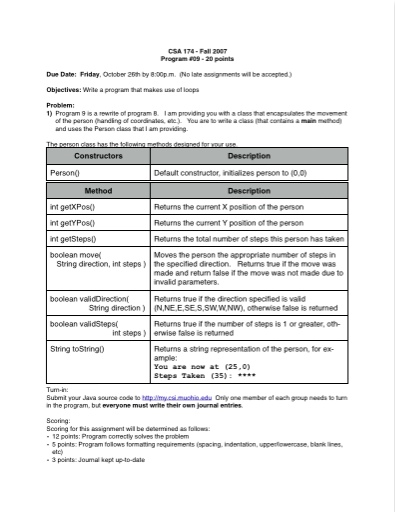 CSA 174 - Fall 2007
Program #09 - 20 points
Due Date: Friday, October 26th by 8:00p.m. (No late assignments will be accepted.)
Objectives: Write a program that makes use of loops
Problem:
1) Program 9 is a rewrite of program 8. I am providing you with a class that encapsulates the movement
of the person (handling of coordinates, etc.). You are to write a class (that contains a main method)
and uses the Person class that I am providing.
The person class has the following methods designed for your use.
Constructors Description
Person() Default constructor, initializes person to (0,0)
Method Description
int getXPos() Returns the current X position of the person
int getYPos() Returns the current Y position of the person
int getSteps() Returns the total number of steps this person has taken
boolean move( Moves the person the appropriate number of steps in
String direction, int steps ) the specified direction. Returns true if the move was
made and return false if the move was not made due to
invalid parameters.
boolean validDirection( Returns true if the direction specified is valid
String direction ) (N,NE,E,SE,S,SW,W,NW), otherwise false is returned
boolean validSteps( Returns true if the number of steps is 1 or greater, oth-
int steps ) erwise false is returned
String toString() Returns a string representation of the person, for ex-
ample:
You are now at (25,0)
Steps Taken (35): ****
Turn-in:
Submit your Java source code to http://my.csi.muohio.edu Only one member of each group needs to turn
in the program, but everyone must write their own journal entries.
Scoring:
Scoring for this assignment will be determined as follows:
• 12 points: Program correctly solves the problem
• 5 points: Program follows formatting requirements (spacing, indentation, upper/lowercase, blank lines,
etc)
• 3 points: Journal kept up-to-date